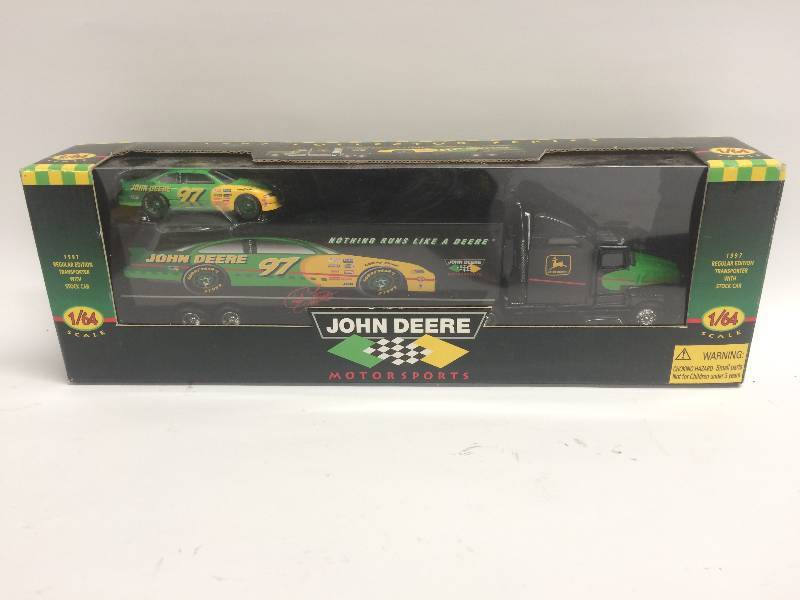 JOHN DEERE 97
NOTHING RUNS LIKE A DEERE
JOHN DEERE 97
1997
REGULAR EDITION
TRANSPORTER
WITH
STOCK CAR
1/64
SCALE
1997
REGULAR EDITION
TRANSPORTER
WITH
STOCK CAR
1/64
SCALE
JOHN DEERE
MOTORSPORTS
WARNING:
CHOKING HAZARD- Small parts
Not for Children under 3 years